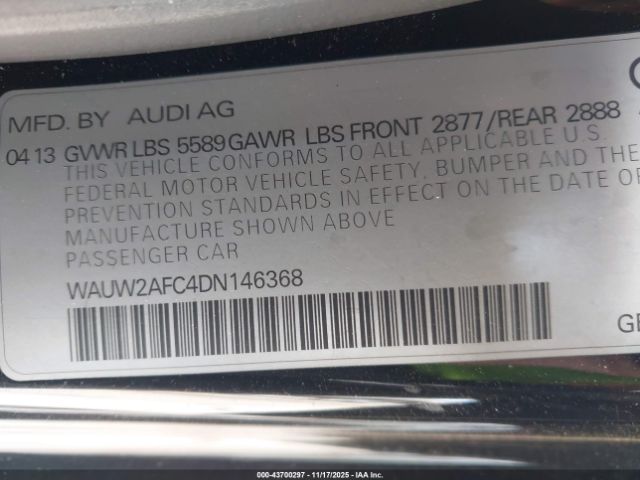 MFD. BY AUDI AG
04 13 GVWR LBS 5589 GAWR LBS FRONT 2877/REAR 2888
THIS VEHICLE CONFORMS TO ALL APPLICABLE U.S.
FEDERAL MOTOR VEHICLE SAFETY, BUMPER AND THEFT
PREVENTION STANDARDS IN EFFECT ON THE DATE OF
MANUFACTURE SHOWN ABOVE
PASSENGER CAR
WAUW2AFC4DN146368
GE
000-43700297 - 11/17/2025 - IAA Inc.